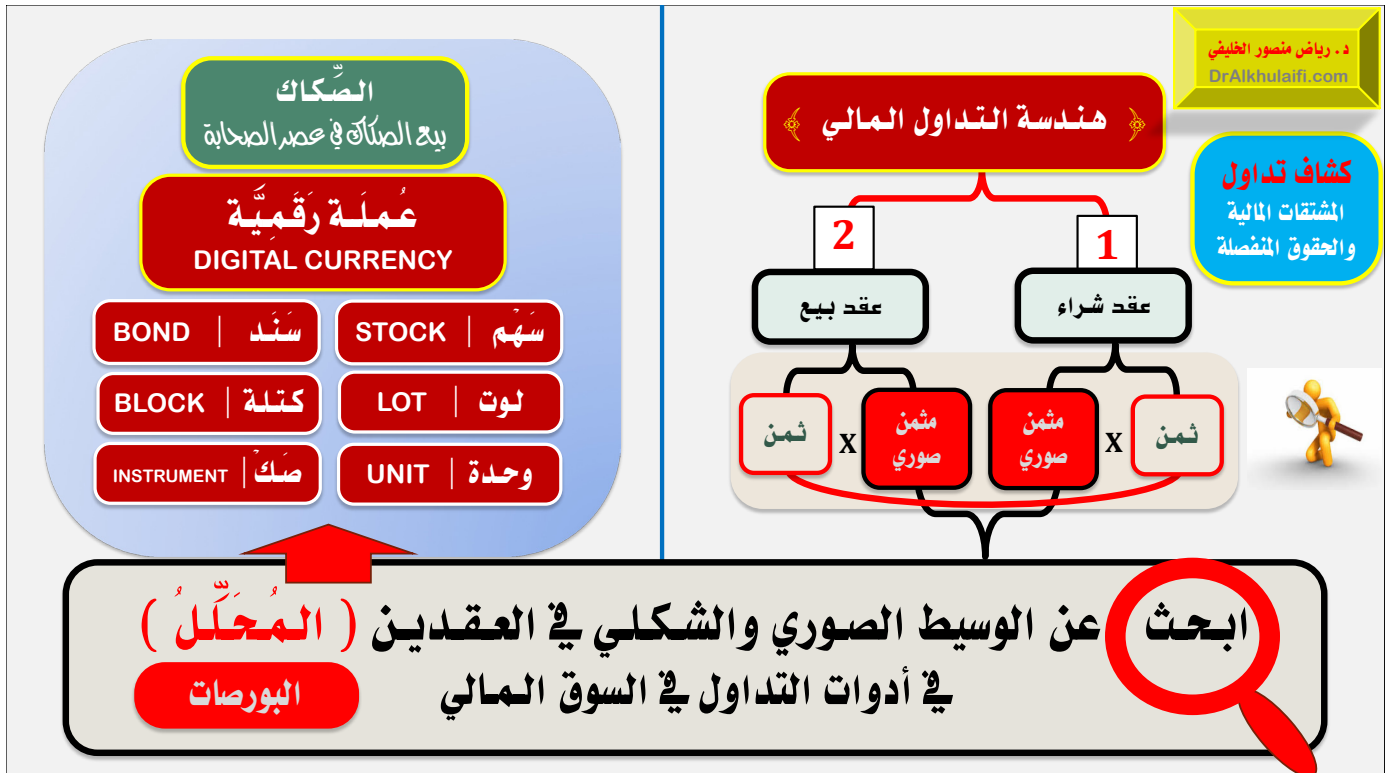 د. رياض منصور الخليفي
DrAlkhulaifi.com
كشاف تداول
المشتقات المالية
والحقوق المنفصلة
هندسة التداول المالي
1
2
عقد شراء
عقد بيع
ثمن
X
مثمن
صوري
مثمن
صوري
X
ثمن
الصِّكاك
بيع الصكاك في عصر الصحابة
عُملَة رَقَمِيَّة
DIGITAL CURRENCY
سَهْم | STOCK
سَنَد | BOND
لوت | LOT
كتلة | BLOCK
وحدة | UNIT
صَكّ | INSTRUMENT
ابحث عن الوسيط الصوري والشكلي في العقدين ( المُحَلِّلُ )
في أدوات التداول في السوق المالي
البورصات